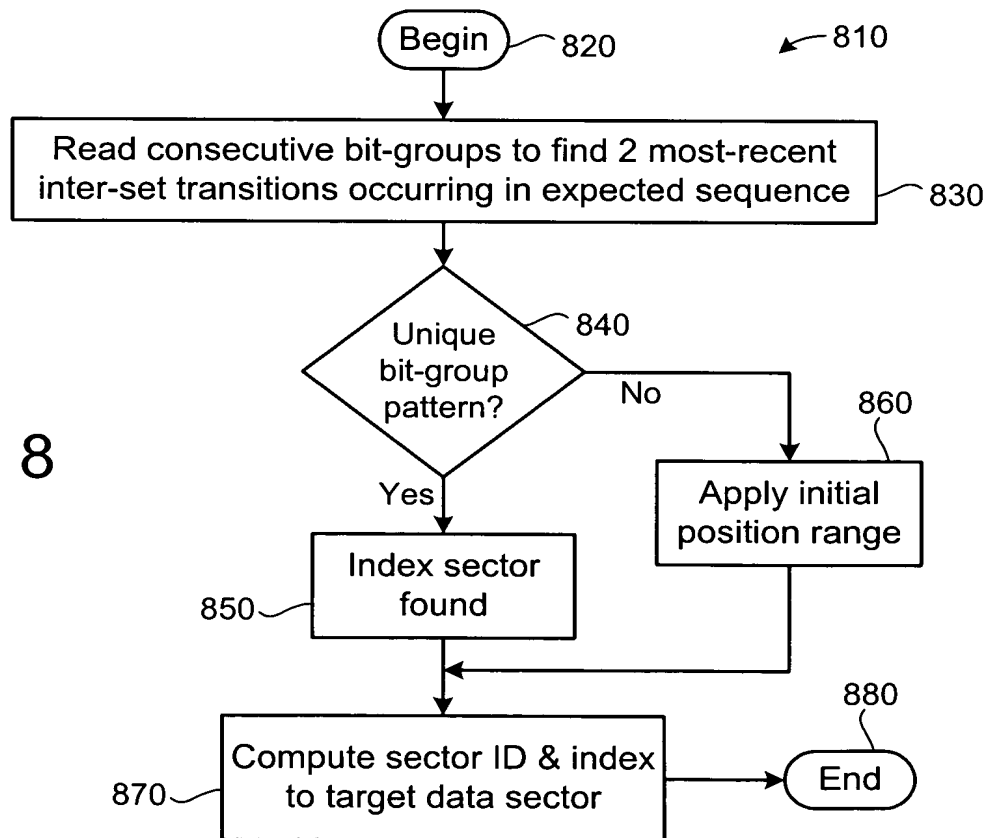 Begin
820
810
Read consecutive bit-groups to find 2 most-recent
inter-set transitions occurring in expected sequence
830
Unique
bit-group
pattern?
840
No
860
8
Yes
Apply initial
position range
Index sector
found
850
880
Compute sector ID & index
to target data sector
870
End